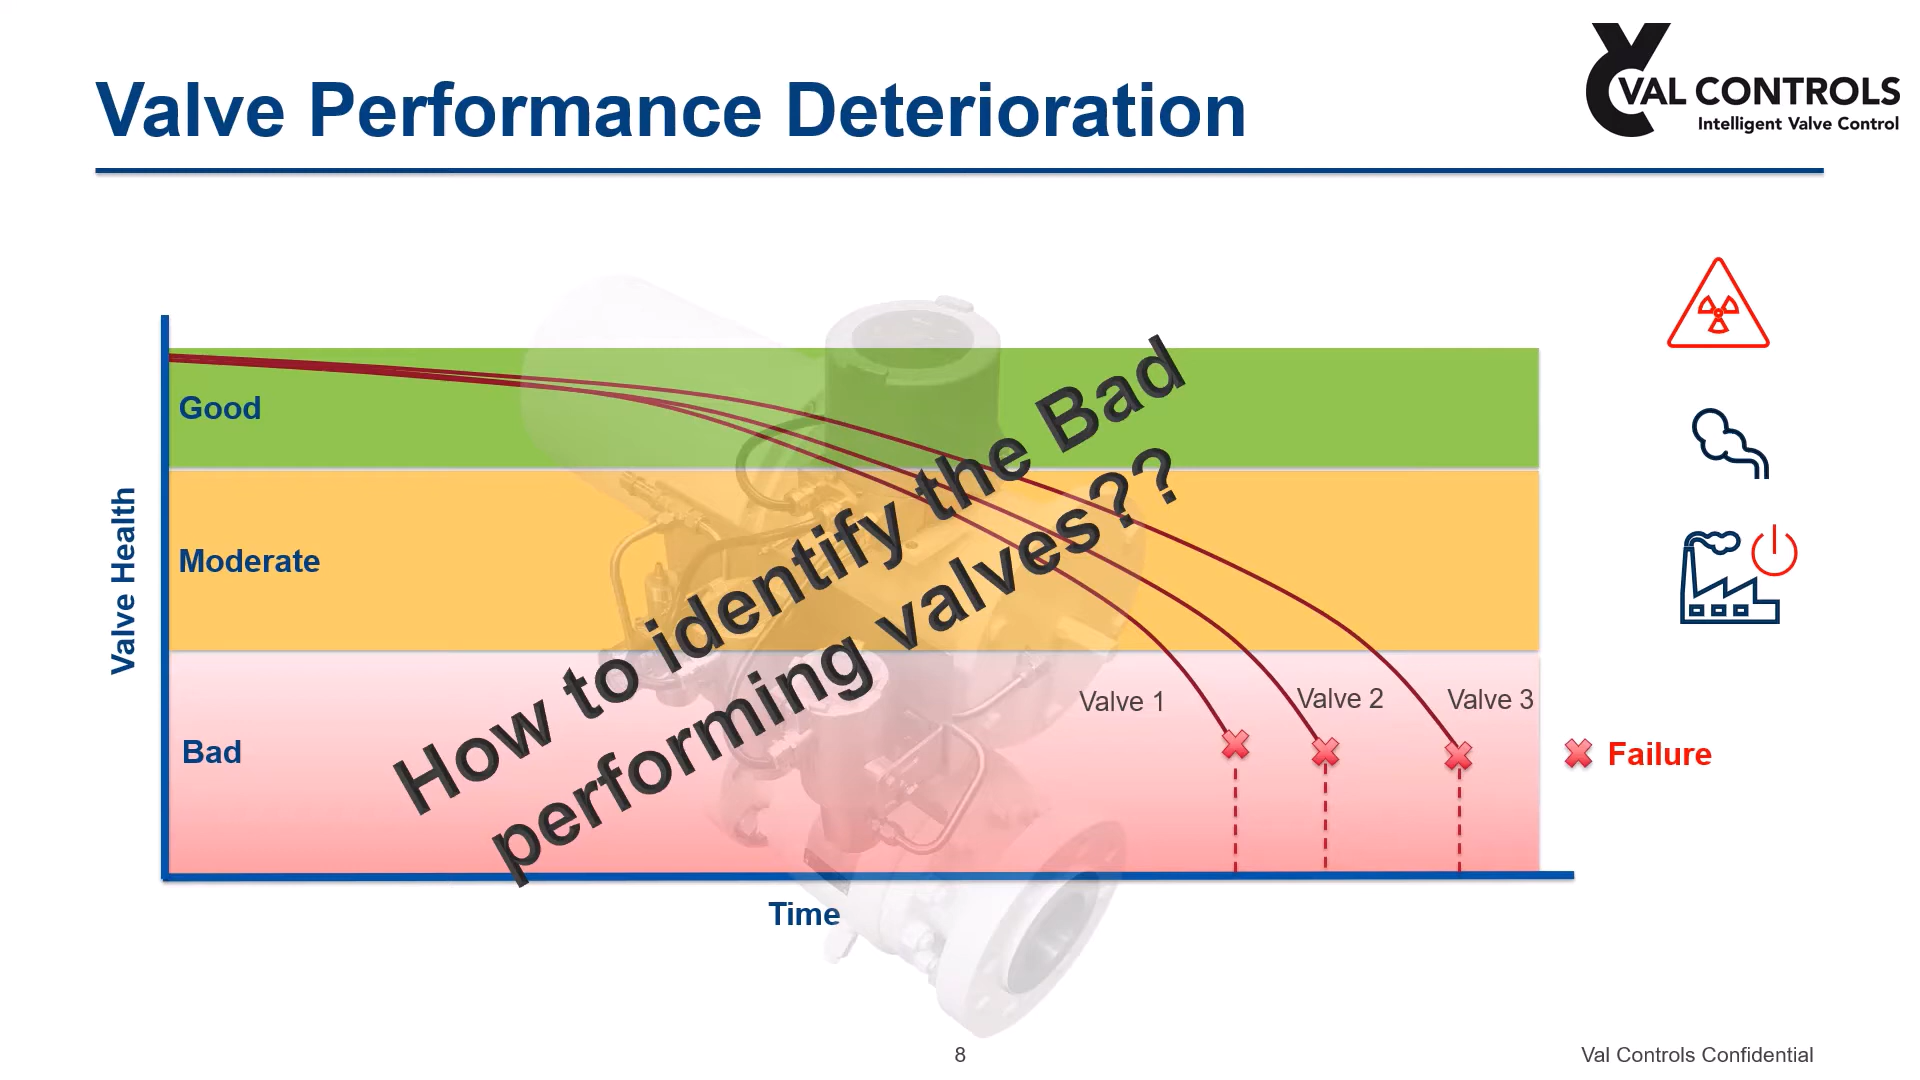 Valve Performance Deterioration
VAL CONTROLS
Intelligent Valve Control
Good
Moderate
Bad
Valve Health
How to identify the Bad
performing valves??
Valve 1
Valve 2
Valve 3
Failure
Time
8
Val Controls Confidential